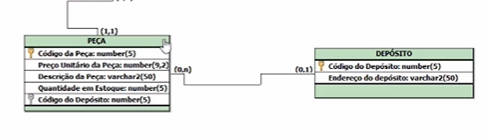 (1,1)
PEÇA
Código da Peça: number(5)
Preço Unitário da Peça: number(9,2)
Descrição da Peça: varchar2(50)
Quantidade em Estoque: number(5)
Código do Depósito: number(5)
(0,n)
(0,1)
DEPÓSITO
Código do Depósito: number(5)
Endereço do depósito: varchar2(50)